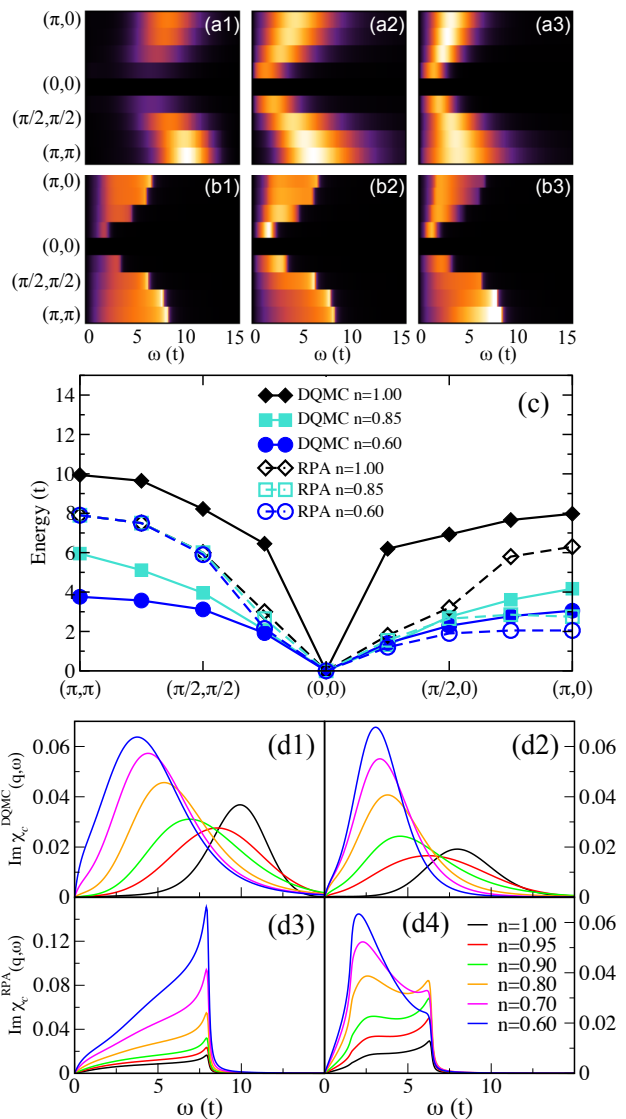 (π,0)
(0,0)
(π/2,π/2)
(π,π)
(a1)
(a2)
(a3)
(π,0)
(0,0)
(π/2,π/2)
(π,π)
(b1)
(b2)
(b3)
0 5 10 15
0 5 10 15
0 5 10 15
ω (t)
ω (t)
ω (t)
(c)
Energy (t)
14
12
10
8
6
4
2
0
DQMC n=1.00
DQMC n=0.85
DQMC n=0.60
RPA n=1.00
RPA n=0.85
RPA n=0.60
(π,π) (π/2,π/2) (0,0) (π/2,0) (π,0)
(d1)
(d2)
Im χc^DQMC(q,ω)
0.06
0.04
0.02
0
0.06
0.04
0.02
0
(d3)
(d4)
Im χc^RPA(q,ω)
0.12
0.08
0.04
0
0.06
0.04
0.02
0
n=1.00
n=0.95
n=0.90
n=0.80
n=0.70
n=0.60
0 5 10
0 5 10 15
ω (t)
ω (t)